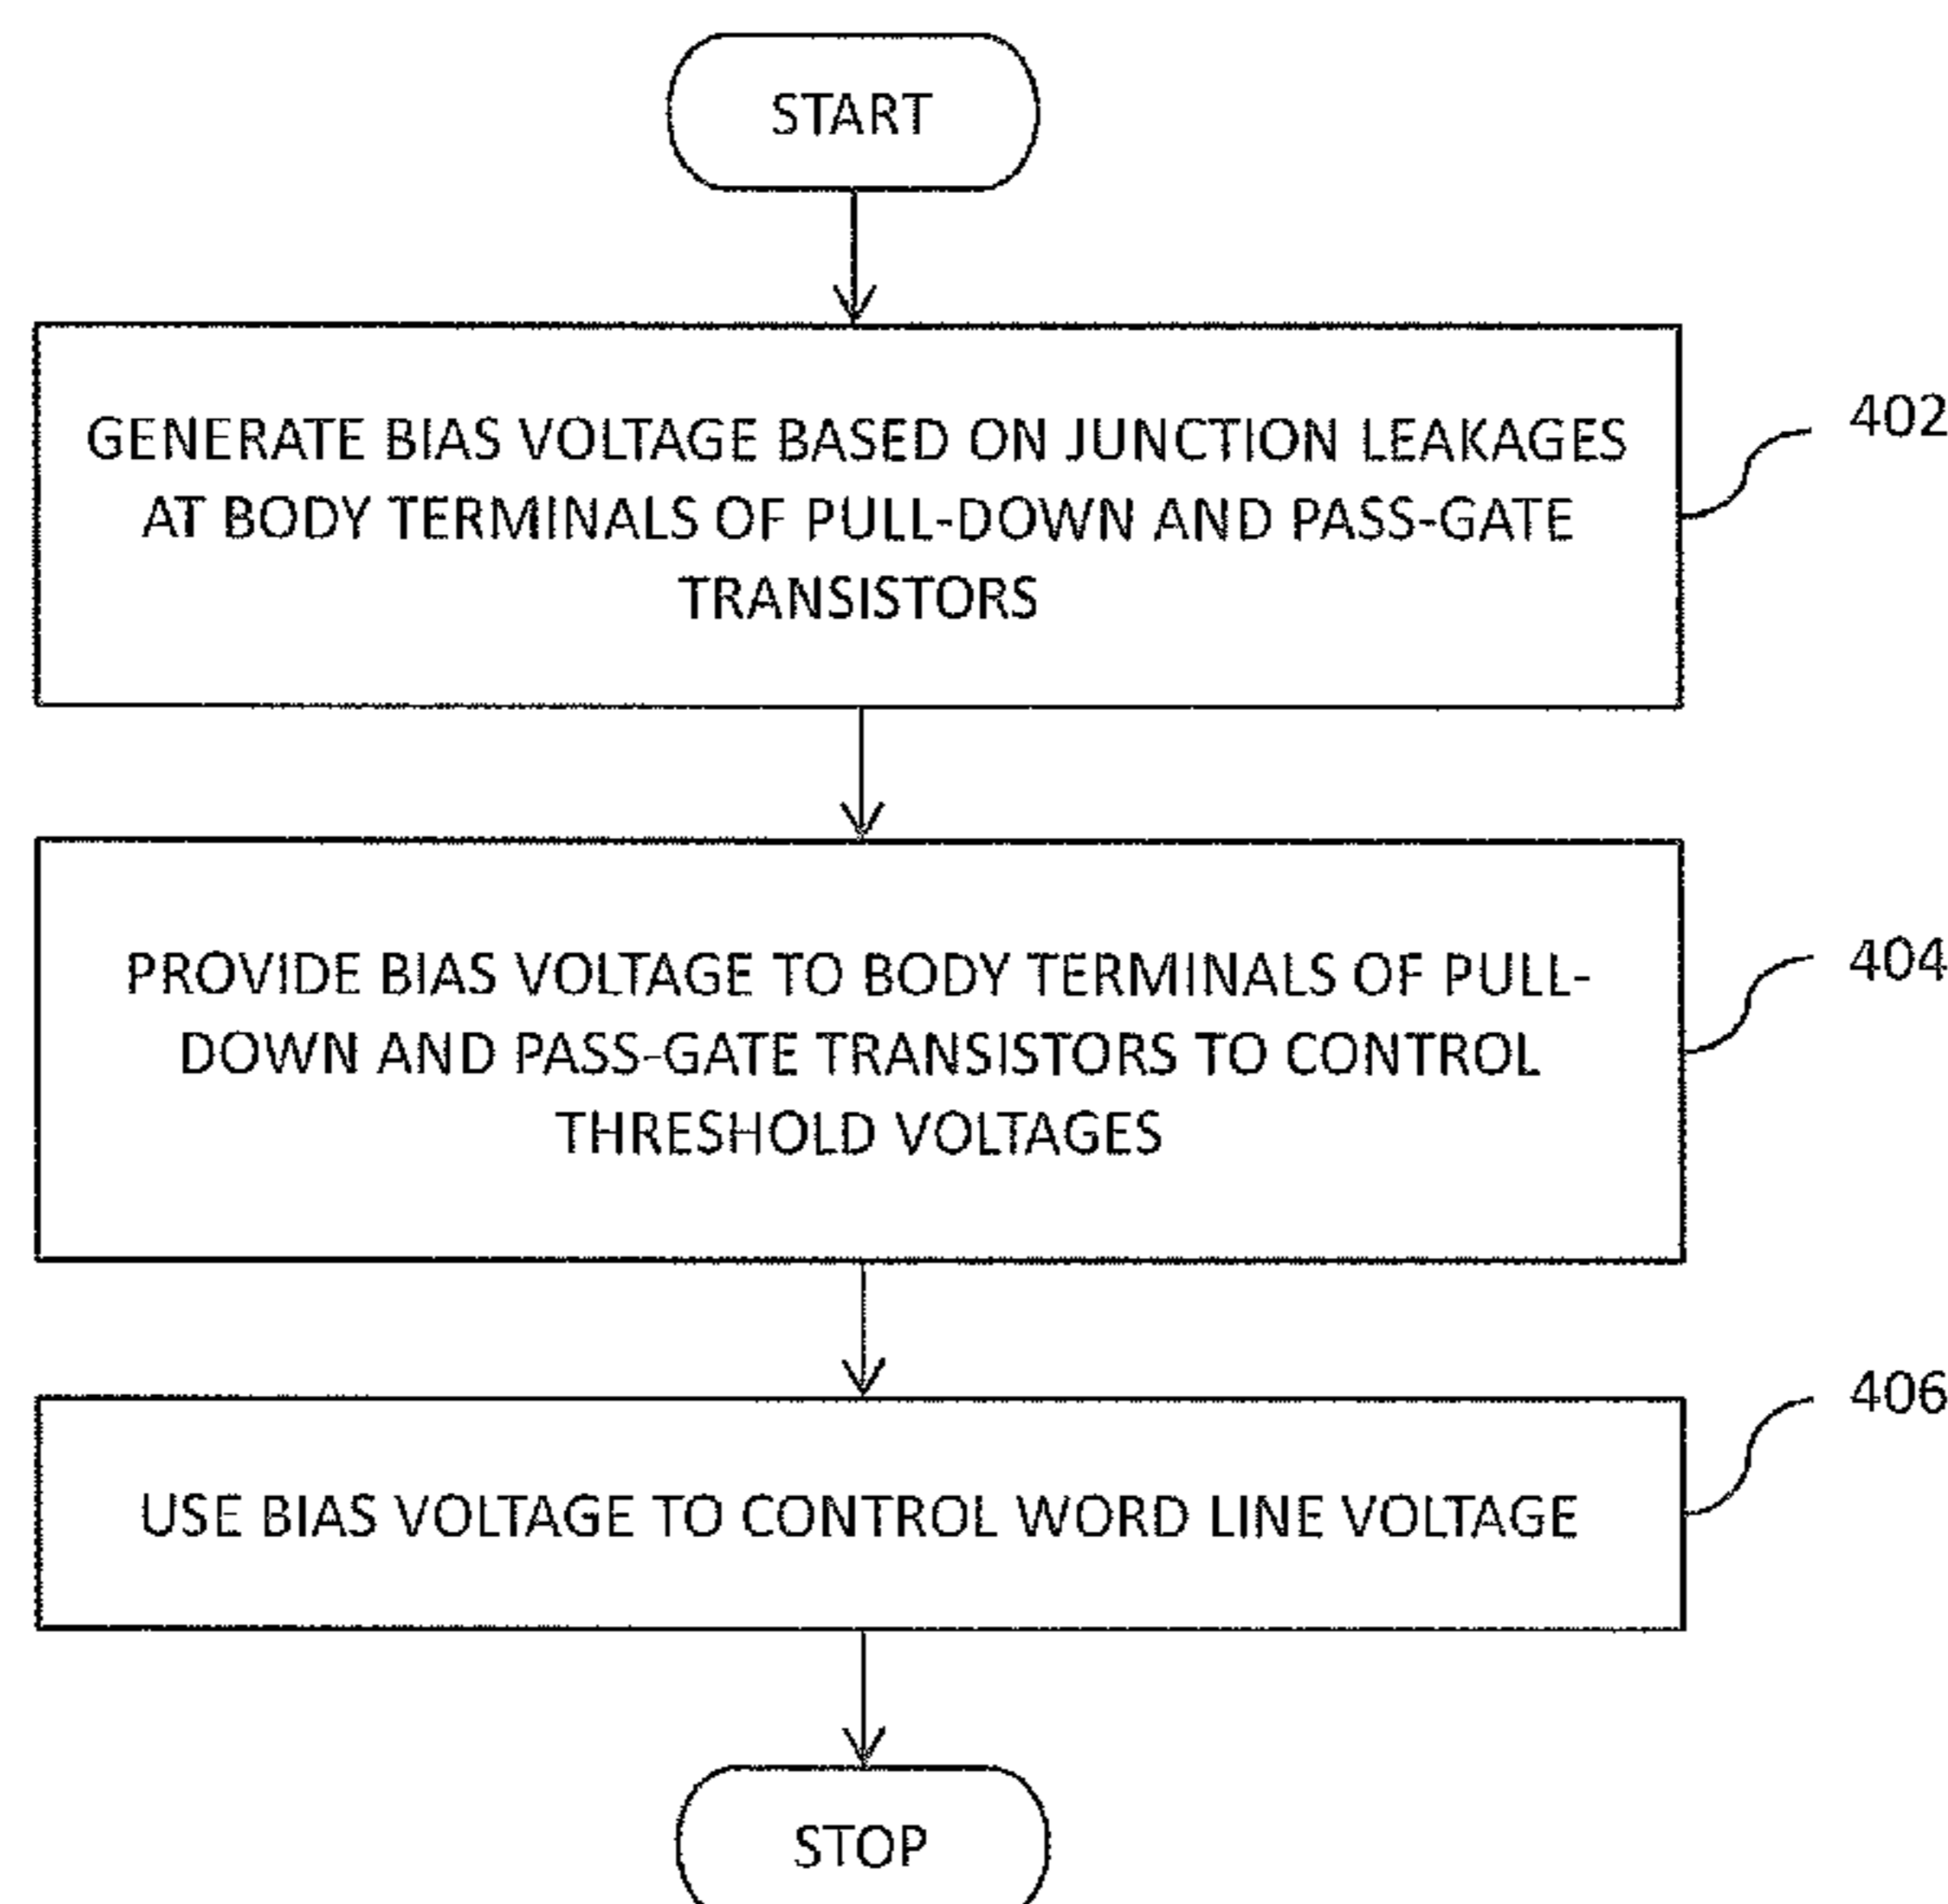 START
GENERATE BIAS VOLTAGE BASED ON JUNCTION LEAKAGES
AT BODY TERMINALS OF PULL-DOWN AND PASS-GATE
TRANSISTORS
402
PROVIDE BIAS VOLTAGE TO BODY TERMINALS OF PULL-
DOWN AND PASS-GATE TRANSISTORS TO CONTROL
THRESHOLD VOLTAGES
404
USE BIAS VOLTAGE TO CONTROL WORD LINE VOLTAGE
406
STOP